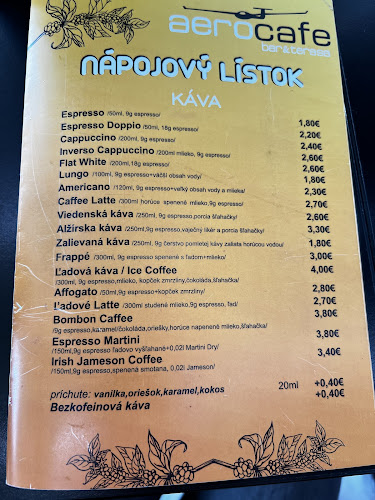 aerocafe
bar&terasa
NÁPOJOVÝ LÍSTOK
KÁVA
Espresso /50ml, 9g espresso/ 1,80€
Espresso Doppio /50ml, 18g espresso/ 2,20€
Cappuccino /200ml, 9g espresso/ 2,40€
Inverso Cappuccino /200ml mlieko, 9g espresso/ 2,60€
Flat White /200ml,18g espresso/ 2,60€
Lungo /100ml, 9g espresso+väčší obsah vody/ 1,80€
Americano /120ml, 9g espresso+veľký obsah vody a mlieka/ 2,30€
Caffee Latte /300ml horúce spenené mlieko,9g espresso/ 2,70€
Viedenská káva /250ml, 9g espresso,porcia šľahačky/ 2,60€
Alžírska káva /250ml,9g espresso,vaječný likér a porcia šľahačky/ 3,30€
Zalievaná káva /250ml, 9g čerstvo pomletej kávy zaliata horúcou vodou/ 1,80€
Frappé /300ml, 9g espresso spenené s ľadom+mlieko/ 3,00€
Ľadová káva / Ice Coffee 4,00€
/300ml, 9g espresso,mlieko, kopček zmrzliny,čokoláda,šľahačka/
Affogato /50ml,9g espresso+kopček zmrzliny/ 2,80€
Ľadové Latte /300ml studené mlieko,9g espresso, ľad/ 2,70€
Bombon Caffee 3,80€
/9g espresso,karamel/čokoláda,oriešky,horúce napenené mlieko,šľahačka/
Espresso Martini 3,80€
/150ml,9g espresso ľadovo vyšľahané+0,02l Martini Dry/
Irish Jameson Coffee 3,40€
/150ml,9g espresso,spenená smotana, 0,02l Jameson/
príchute: vanilka,oriešok,karamel,kokos 20ml +0,40€
Bezkofeinová káva +0,40€